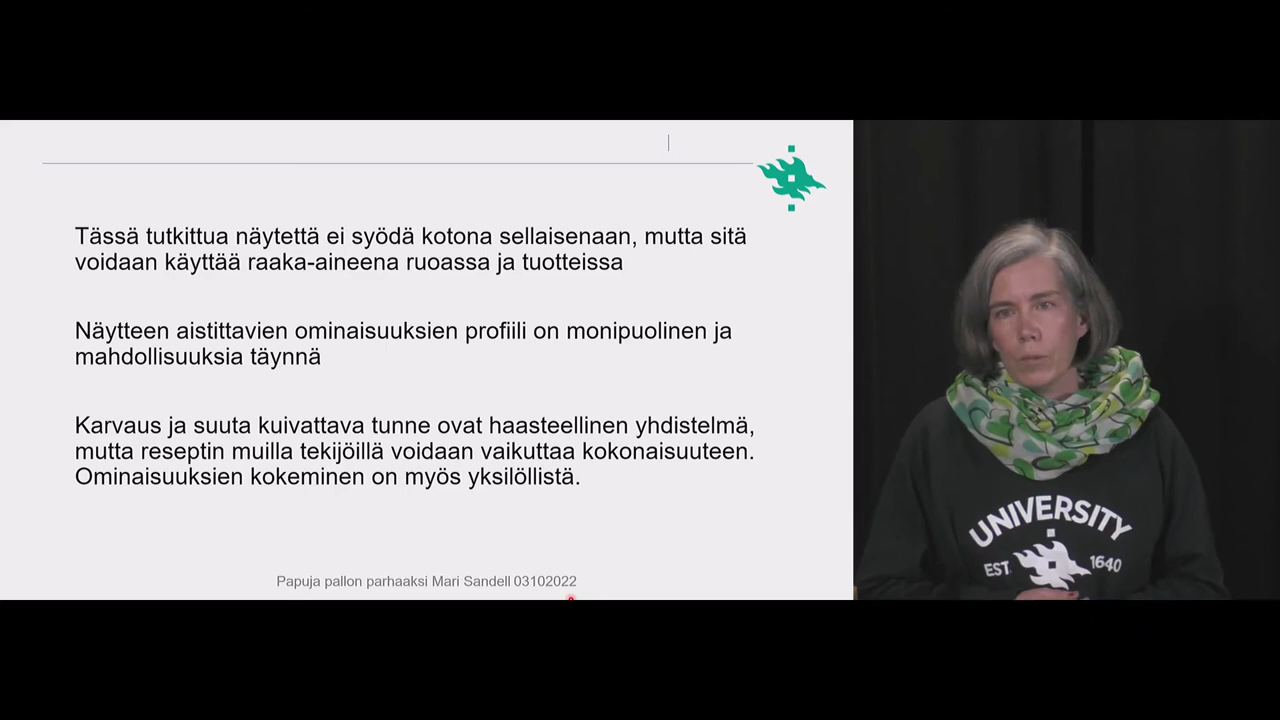 Tässä tutkittua näytettä ei syödä kotona sellaisenaan, mutta sitä
voidaan käyttää raaka-aineena ruoassa ja tuotteissa
Näytteen aistittavien ominaisuuksien profiili on monipuolinen ja
mahdollisuuksia täynnä
Karvaus ja suuta kuivattava tunne ovat haasteellinen yhdistelmä,
mutta reseptin muilla tekijöillä voidaan vaikuttaa kokonaisuuteen.
Ominaisuuksien kokeminen on myös yksilöllistä.
Papuja pallon parhaaksi Mari Sandell 03102022
UNIVERSITY
EST. 1640